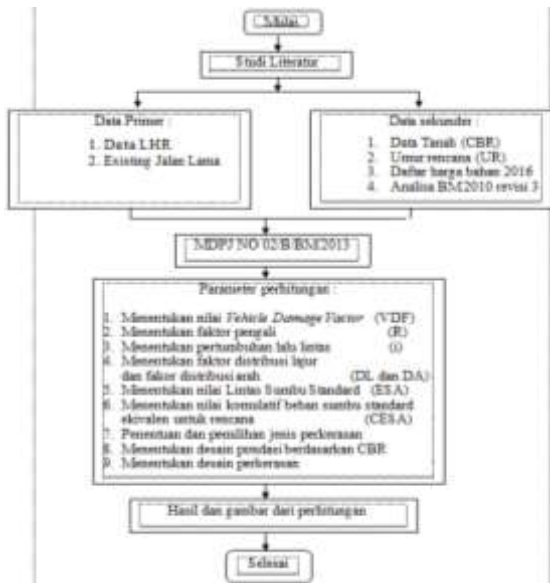 Mulai
Studi Literatur
Data Primer :
1. Data LHR
2. Existing Jalan Lama
Data sekunder :
1. Data Tanah (CBR)
2. Umur rencana (UR)
3. Daftar harga bahan 2016
4. Analisa BM2010 revisi 3
MDPJ NO 02/B/BM/2013
Parameter perhitungan :
1. Menentukan nilai Vehicle Damage Factor (VDF)
2. Menentukan faktor pengali (R)
3. Menentukan pertumbuhan lalu lintas (i)
4. Menentukan faktor distribusi lajur
dan faktor distribusi arah (DL dan DA)
5. Menentukan nilai Lintas Sumbu Standard (ESA)
6. Menentukan nilai komulatif beban sumbu standard
ekivalen untuk rencana (CESA)
7. Penentuan dan pemilihan jenis perkerasan
8. Menentukan desain pondasi berdasarkan CBR
9. Menentukan desain perkerasan
Hasil dan gambar dari perhitungan
Selesai